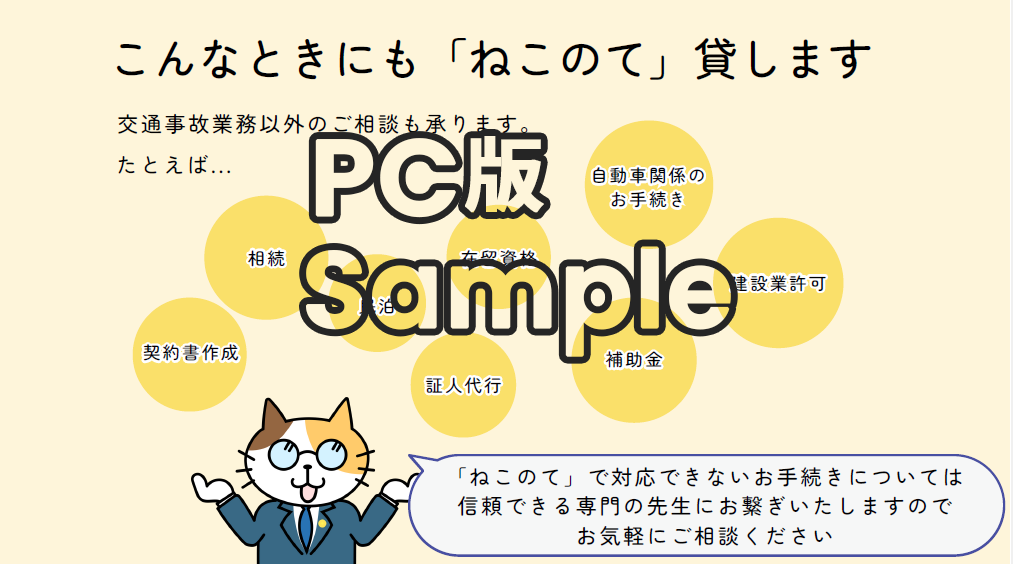 こんなときにも「ねこのて」貸します
交通事故業務以外のご相談も承ります。
たとえば…
PC版
Sample
自動車関係の
お手続き
相続
在留資格
建設業許可
民泊
契約書作成
補助金
証人代行
「ねこのて」で対応できないお手続きについては
信頼できる専門の先生にお繋ぎいたしますので
お気軽にご相談ください